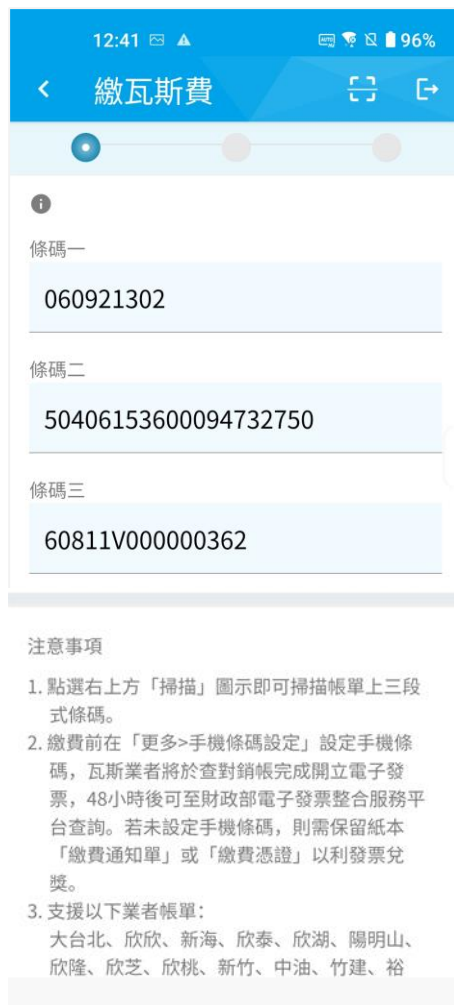 12:41 96%
繳瓦斯費
條碼一
060921302
條碼二
50406153600094732750
條碼三
60811V000000362
注意事項
1. 點選右上方「掃描」圖示即可掃描帳單上三段
式條碼。
2. 繳費前在「更多>手機條碼設定」設定手機條
碼，瓦斯業者將於查對銷帳完成開立電子發
票，48小時後可至財政部電子發票整合服務平
台查詢。若未設定手機條碼，則需保留紙本
「繳費通知單」或「繳費憑證」以利發票兌
獎。
3. 支援以下業者帳單：
大台北、欣欣、新海、欣泰、欣湖、陽明山、
欣隆、欣芝、欣桃、新竹、中油、竹建、裕